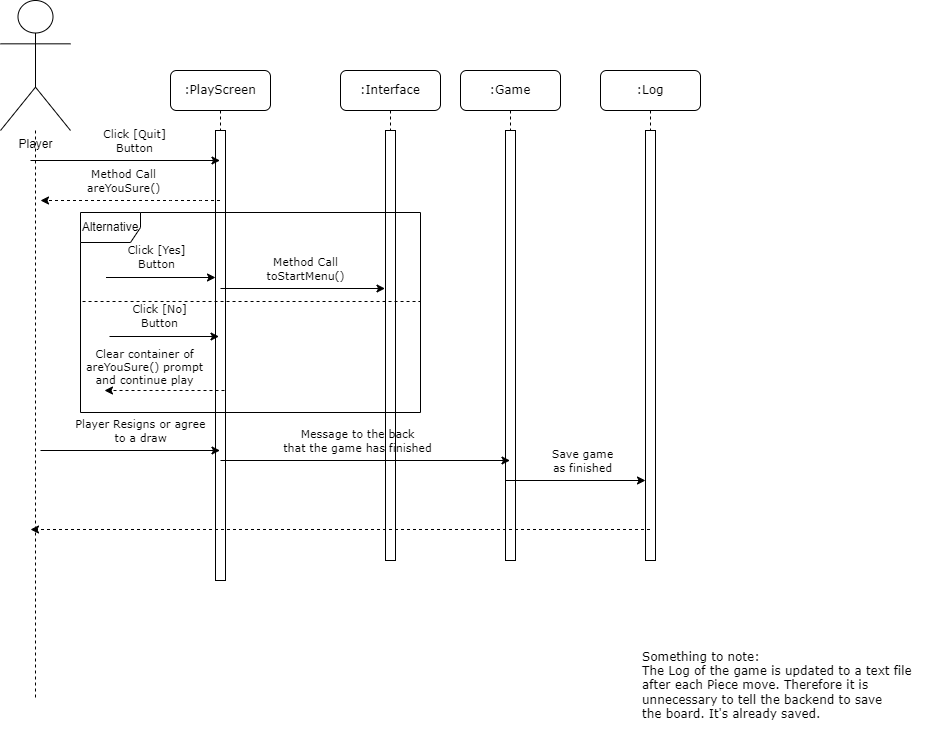 :PlayScreen
:Interface
:Game
:Log
Player
Click [Quit]
Button
Method Call
areYouSure()
Alternative
Click [Yes]
Button
Method Call
toStartMenu()
Click [No]
Button
Clear container of
areYouSure() prompt
and continue play
Player Resigns or agree
to a draw
Message to the back
that the game has finished
Save game
as finished
Something to note:
The Log of the game is updated to a text file
after each Piece move. Therefore it is
unnecessary to tell the backend to save
the board. It's already saved.